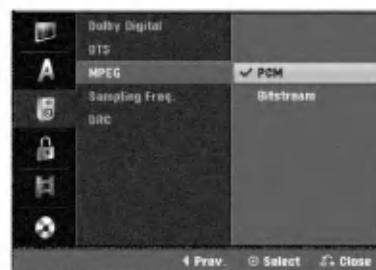 Dolby Digital
DTS
A
MPEG
✓ PCM
Sampling Freq.
Bitstream
DRC
Prev. Select Close